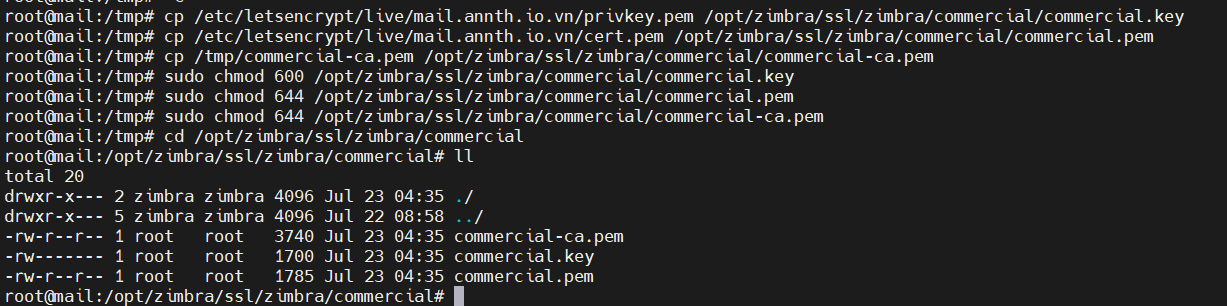 root@mail:/tmp# cp /etc/letsencrypt/live/mail.annth.io.vn/privkey.pem /opt/zimbra/ssl/zimbra/commercial/commercial.key
root@mail:/tmp# cp /etc/letsencrypt/live/mail.annth.io.vn/cert.pem /opt/zimbra/ssl/zimbra/commercial/commercial.pem
root@mail:/tmp# cp /tmp/commercial-ca.pem /opt/zimbra/ssl/zimbra/commercial/commercial-ca.pem
root@mail:/tmp# sudo chmod 600 /opt/zimbra/ssl/zimbra/commercial/commercial.key
root@mail:/tmp# sudo chmod 644 /opt/zimbra/ssl/zimbra/commercial/commercial.pem
root@mail:/tmp# sudo chmod 644 /opt/zimbra/ssl/zimbra/commercial/commercial-ca.pem
root@mail:/tmp# cd /opt/zimbra/ssl/zimbra/commercial
root@mail:/opt/zimbra/ssl/zimbra/commercial# ll
total 20
drwxr-x--- 2 zimbra zimbra 4096 Jul 23 04:35 ./
drwxr-x--- 5 zimbra zimbra 4096 Jul 22 08:58 ../
-rw-r--r-- 1 root   root   3740 Jul 23 04:35 commercial-ca.pem
-rw------- 1 root   root   1700 Jul 23 04:35 commercial.key
-rw-r--r-- 1 root   root   1785 Jul 23 04:35 commercial.pem
root@mail:/opt/zimbra/ssl/zimbra/commercial#